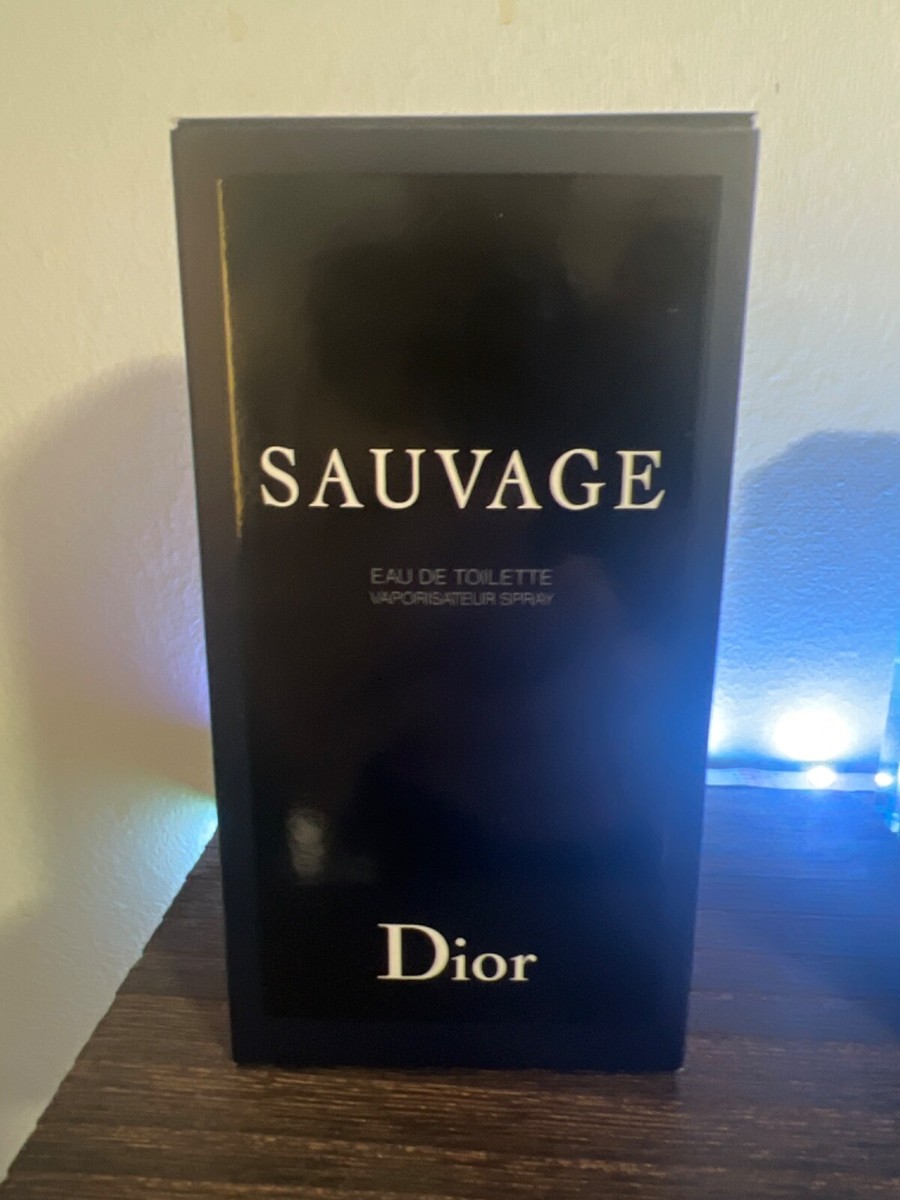 SAUVAGE
EAU DE TOILETTE
VAPORISATEUR SPRAY
Dior